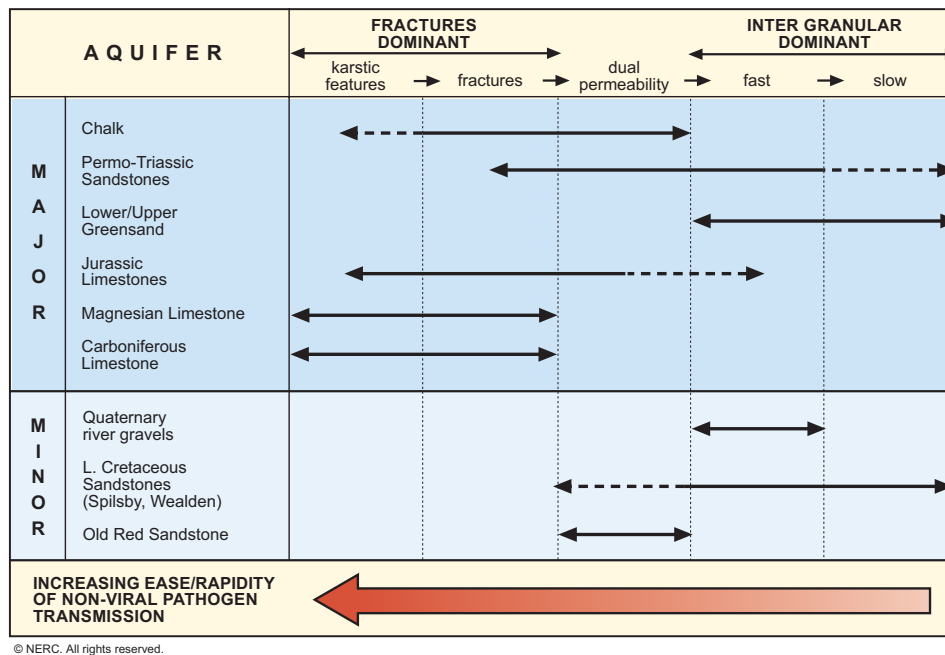 AQUIFER
FRACTURES
DOMINANT
INTER GRANULAR
DOMINANT
karstic
features
fractures
dual
permeability
fast
slow
MAJOR
Chalk
Permo-Triassic
Sandstones
Lower/Upper
Greensand
Jurassic
Limestones
Magnesian Limestone
Carboniferous
Limestone
MINOR
Quaternary
river gravels
L. Cretaceous
Sandstones
(Spilsby, Wealden)
Old Red Sandstone
INCREASING EASE/RAPIDITY
OF NON-VIRAL PATHOGEN
TRANSMISSION
© NERC. All rights reserved.